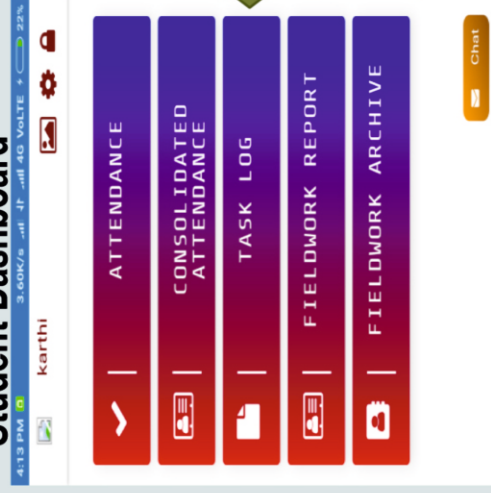 Student Dashboard
4:13 PM 3.60K/s 4G VoLTE 22%
karthi
ATTENDANCE
CONSOLIDATED
ATTENDANCE
TASK LOG
FIELDWORK REPORT
FIELDWORK ARCHIVE
Chat